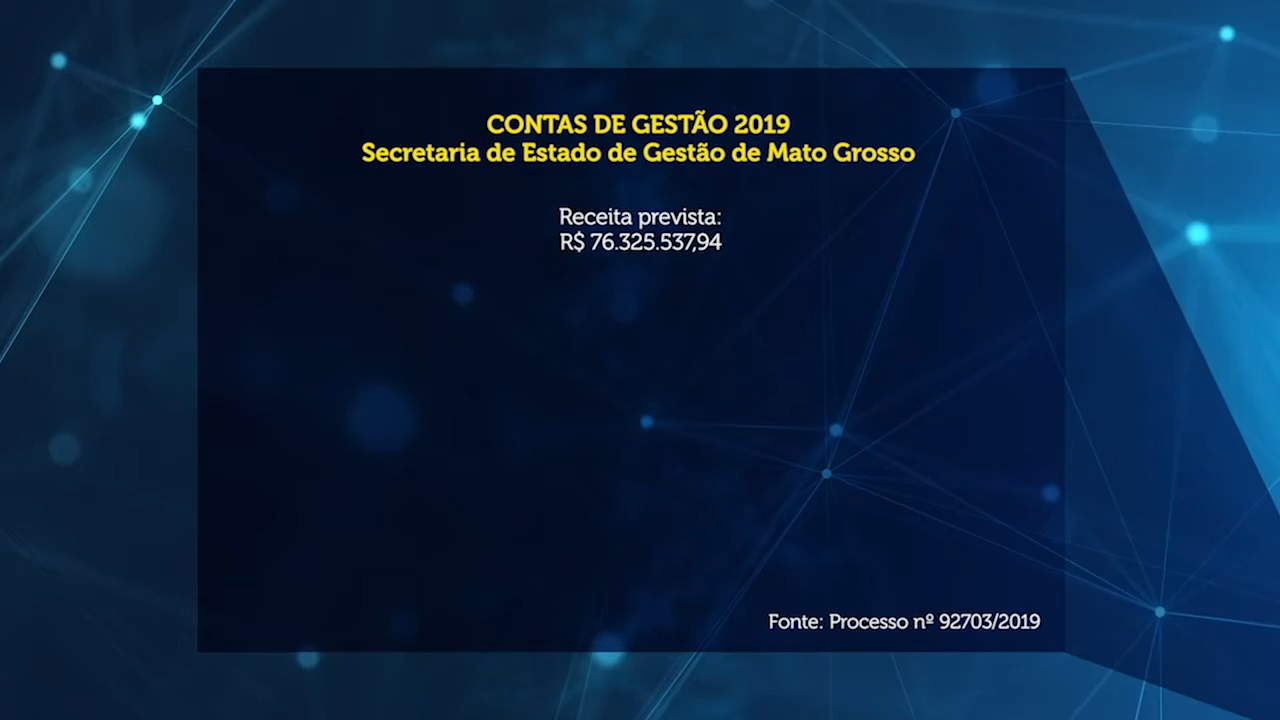 CONTAS DE GESTÃO 2019
Secretaria de Estado de Gestão de Mato Grosso
Receita prevista:
R$ 76.325.537,94
Fonte: Processo nº 92703/2019